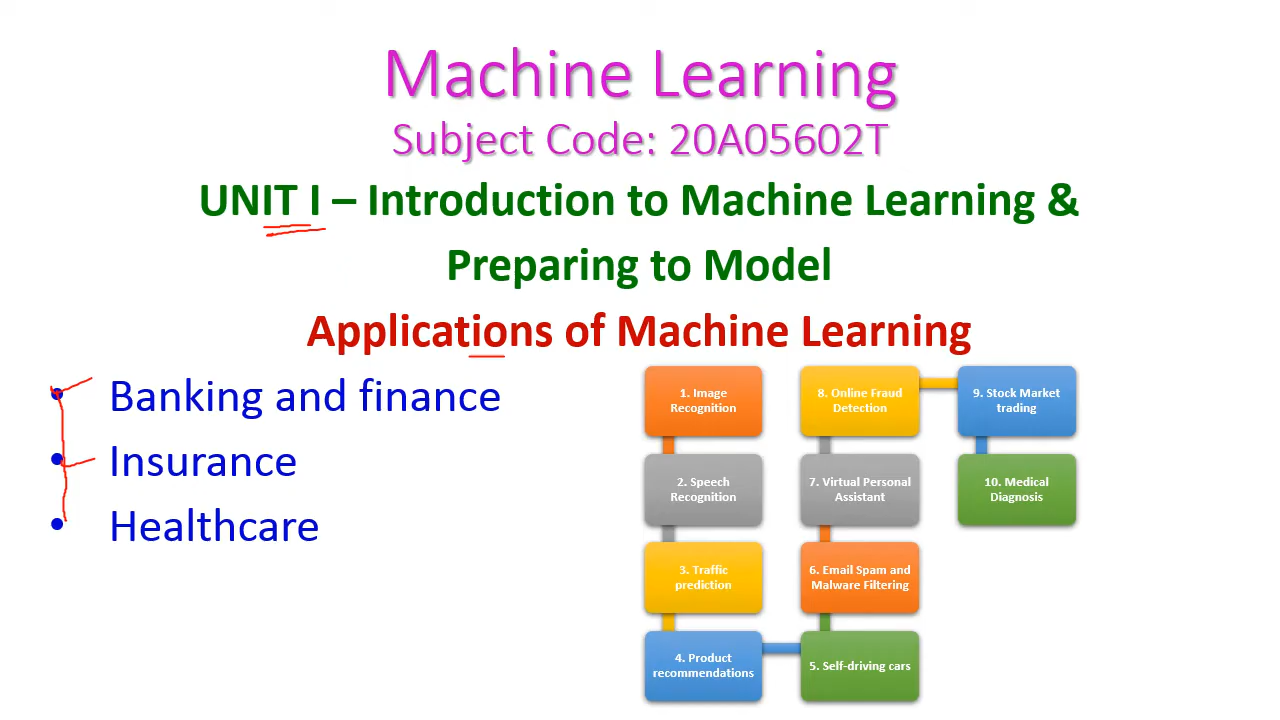 Machine Learning
Subject Code: 20A05602T
UNIT I – Introduction to Machine Learning &
Preparing to Model
Applications of Machine Learning
• Banking and finance
• Insurance
• Healthcare
1. Image
Recognition
2. Speech
Recognition
3. Traffic
prediction
4. Product
recommendations
5. Self-driving cars
6. Email Spam and
Malware Filtering
7. Virtual Personal
Assistant
8. Online Fraud
Detection
9. Stock Market
trading
10. Medical
Diagnosis